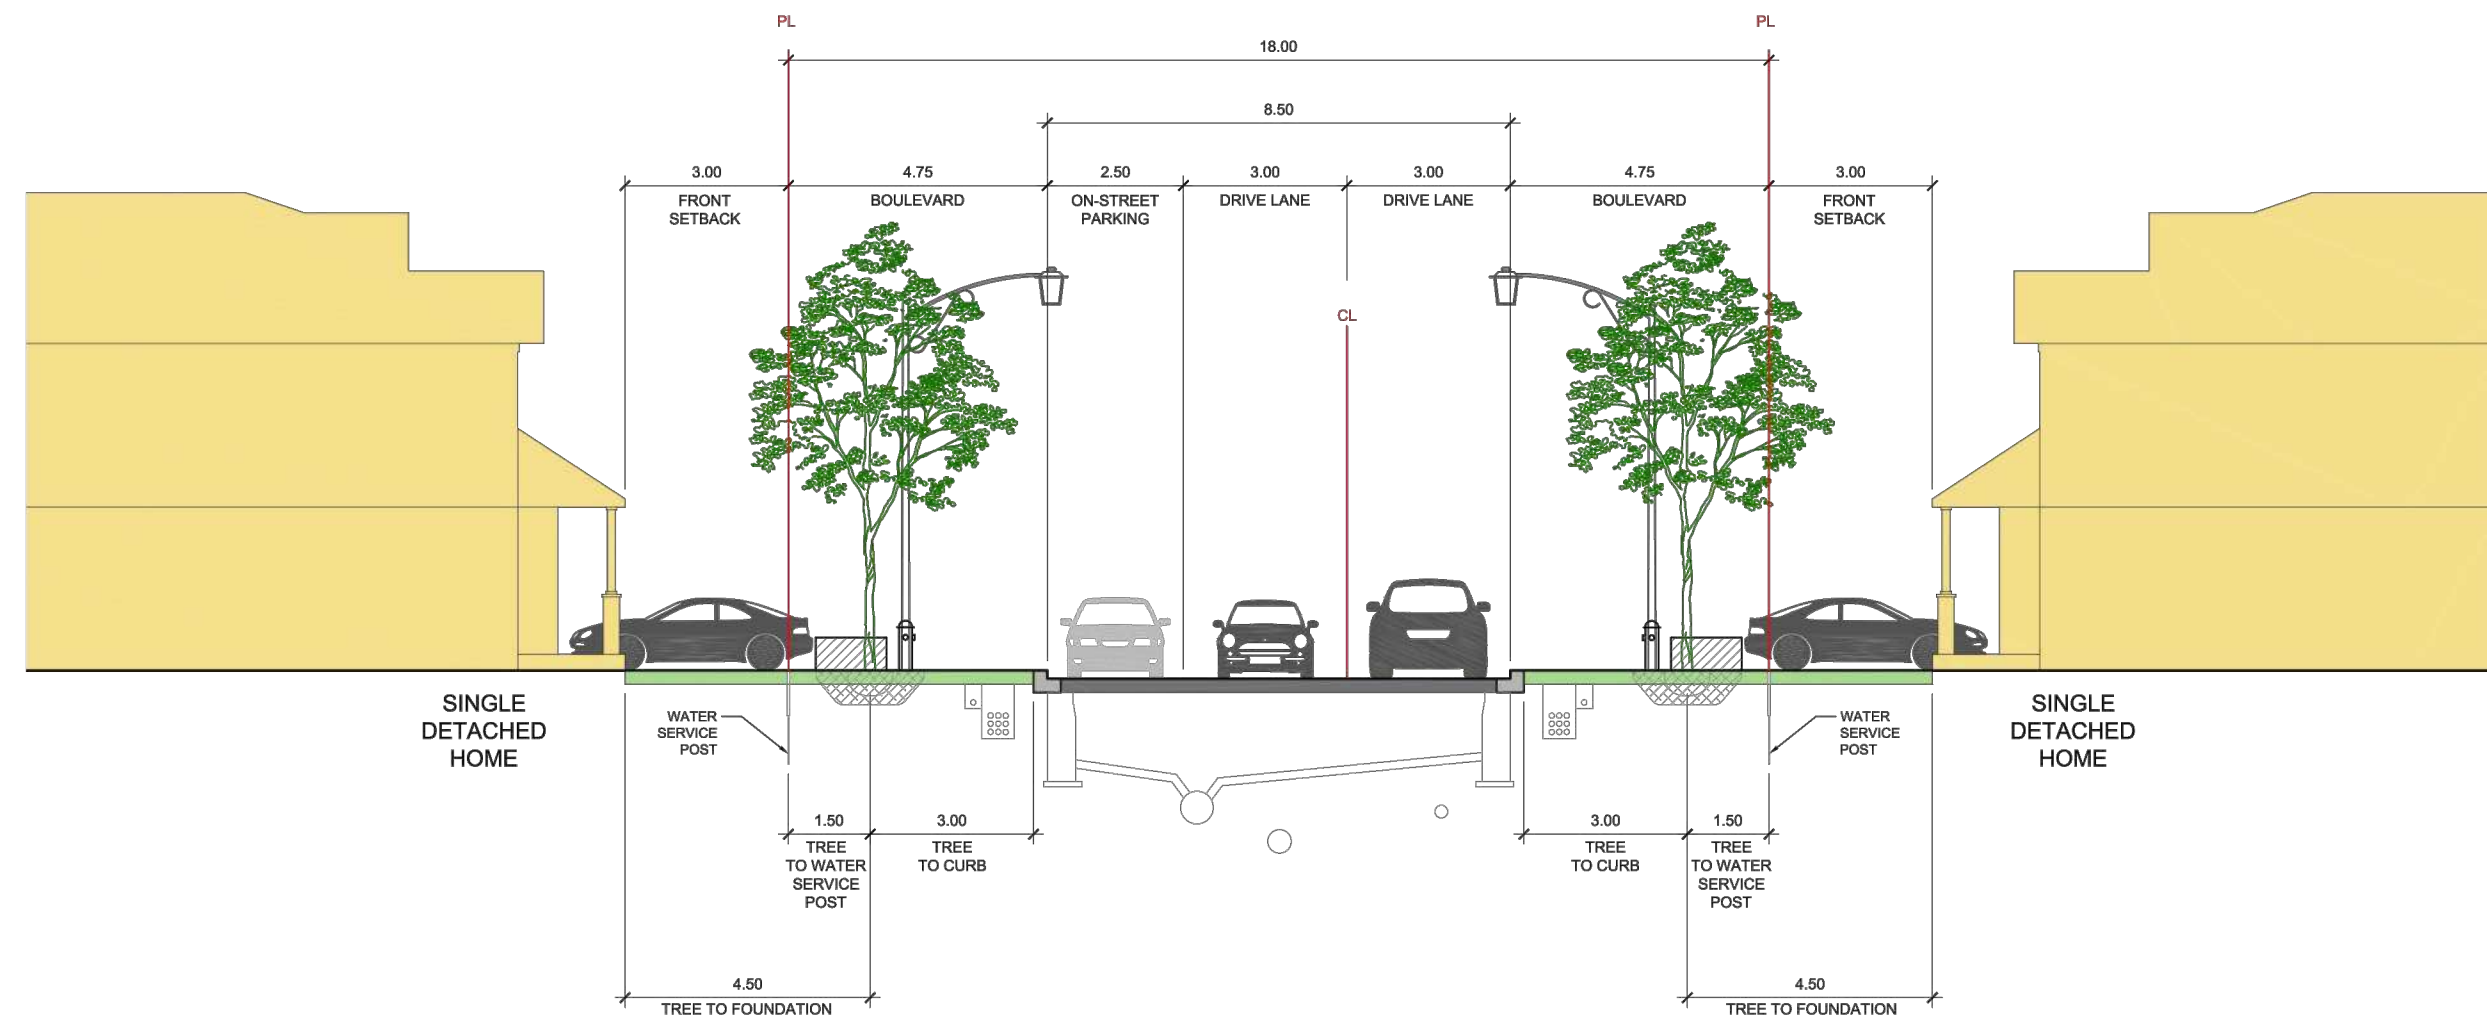 PL
PL
18.00
8.50
3.00
4.75
2.50
3.00
3.00
4.75
3.00
FRONT
SETBACK
BOULEVARD
ON-STREET
PARKING
DRIVE LANE
DRIVE LANE
BOULEVARD
FRONT
SETBACK
CL
SINGLE
DETACHED
HOME
WATER
SERVICE
POST
WATER
SERVICE
POST
SINGLE
DETACHED
HOME
1.50
TREE
TO WATER
SERVICE
POST
3.00
TREE
TO CURB
3.00
TREE
TO CURB
1.50
TREE
TO WATER
SERVICE
POST
4.50
TREE TO FOUNDATION
4.50
TREE TO FOUNDATION